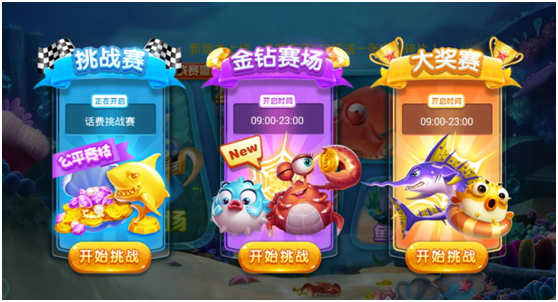 挑战赛
正在开启
话费挑战赛
公平竞技
开始挑战
金钻赛场
开启时间
09:00-23:00
New
开始挑战
大奖赛
开启时间
09:00-23:00
开始挑战